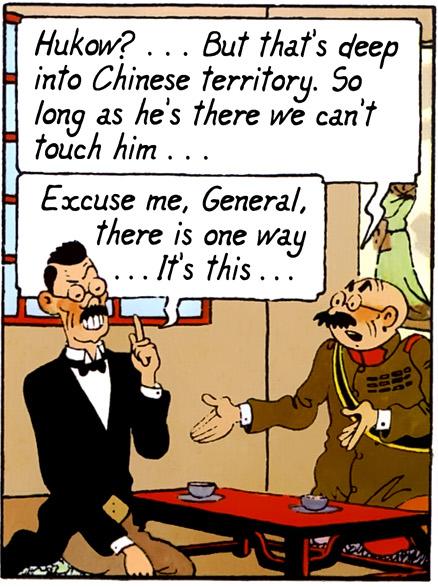 Hukow? . . . But that's deep
into Chinese territory. So
long as he's there we can't
touch him . . .
Excuse me, General,
there is one way
. . . It's this . . .